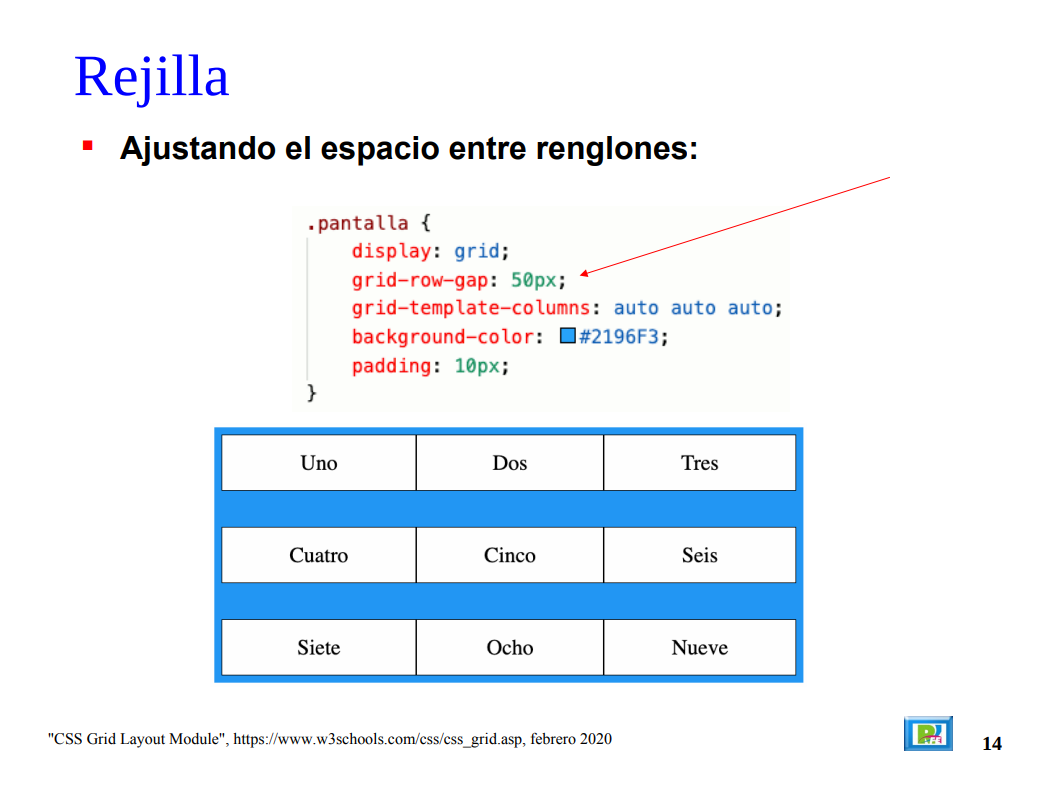 Rejilla
Ajustando el espacio entre renglones:
.pantalla {
display: grid;
grid-row-gap: 50px;
grid-template-columns: auto auto auto;
background-color: #2196F3;
padding: 10px;
}
Uno Dos Tres
Cuatro Cinco Seis
Siete Ocho Nueve
"CSS Grid Layout Module", https://www.w3schools.com/css/css_grid.asp, febrero 2020
14